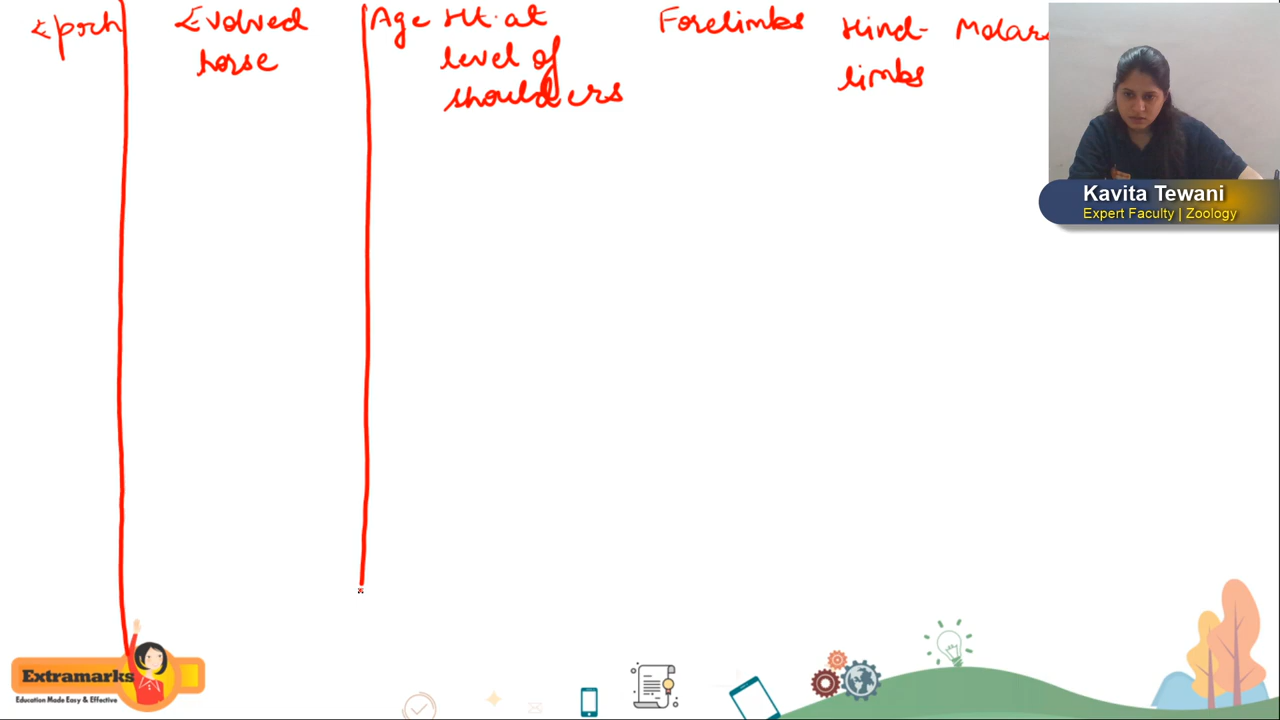 Epoch
Evolved
horse
Age
Ht. at
level of
shoulders
Forelimbs
Hind-
limbs
Molars
Kavita Tewani
Expert Faculty | Zoology
Extramarks
Education Made Easy & Effective